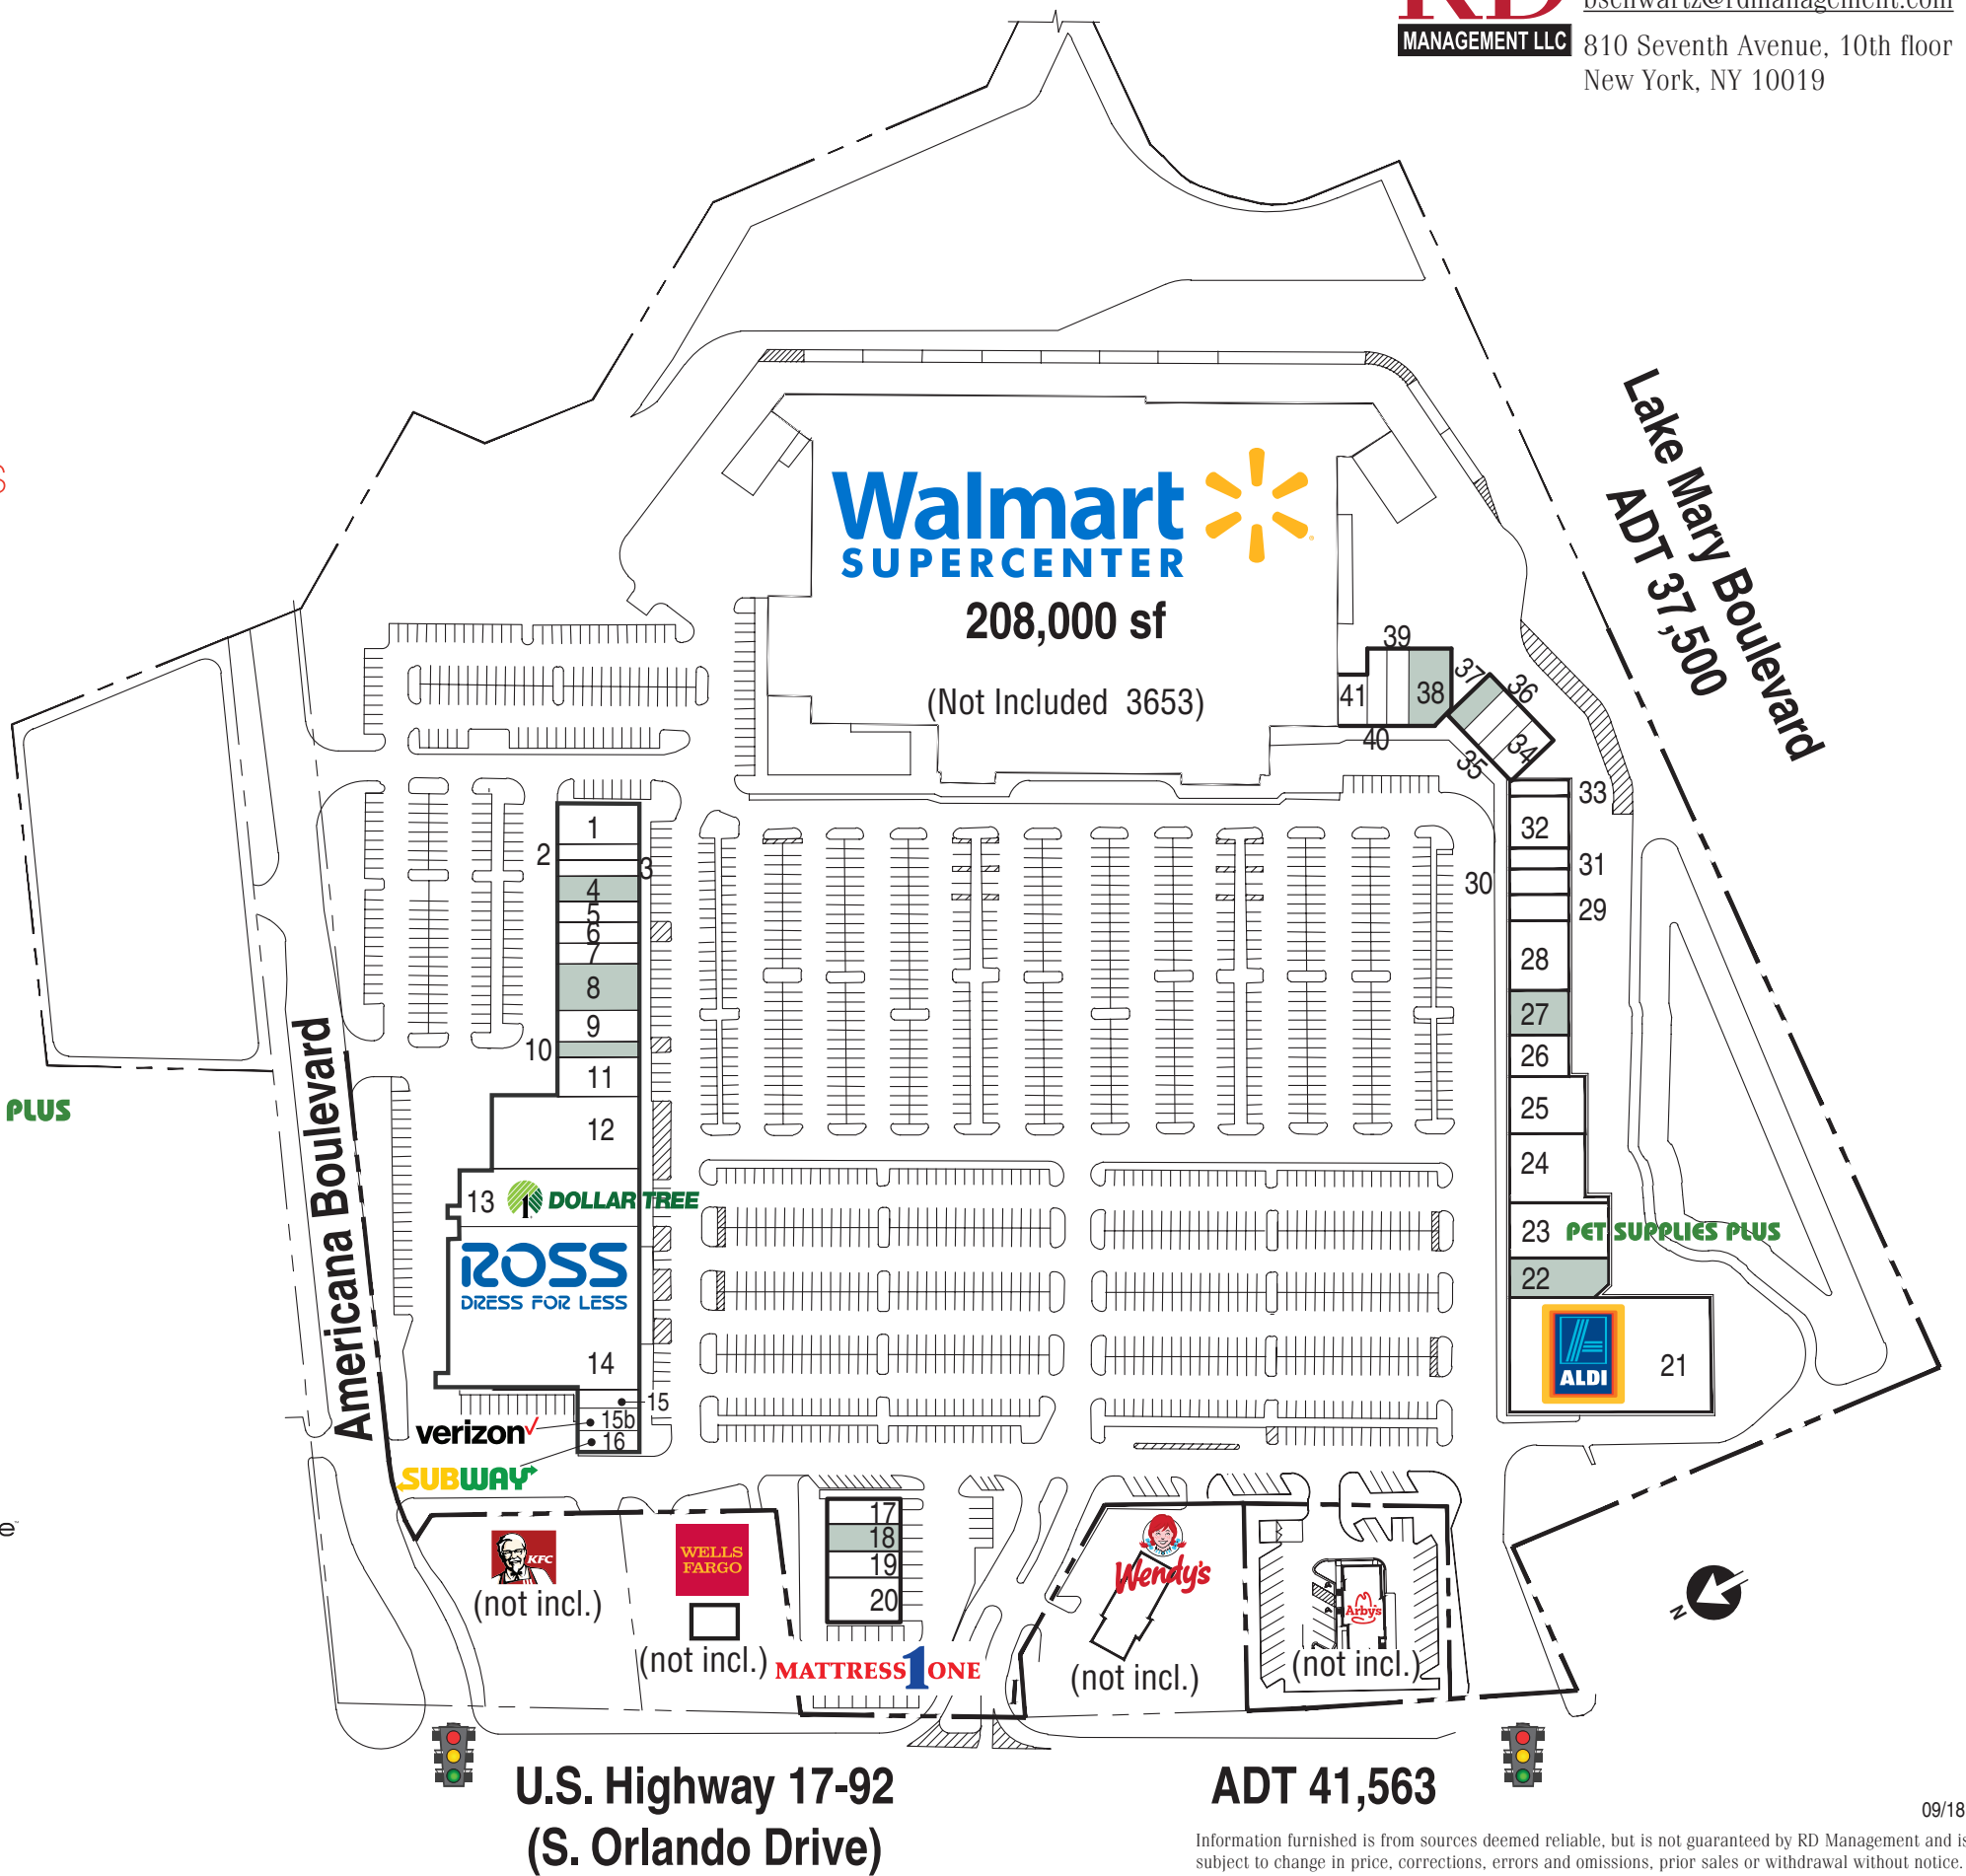 bschwartz@rdmanagement.com
RD
MANAGEMENT LLC
810 Seventh Avenue, 10th floor
New York, NY 10019
Lake Mary Boulevard
ADT 37,500
Walmart
SUPERCENTER
208,000 sf
(Not Included 3653)
39
37
36
41
38
40
35
34
33
32
31
30
29
28
27
26
25
24
23 PET SUPPLIES PLUS
22
ALDI
21
1
2
3
4
5
6
7
8
9
10
11
12
13 DOLLAR TREE
ROSS
DRESS FOR LESS
14
15
15b
16
verizon
SUBWAY
PLUS
Americana Boulevard
KFC
(not incl.)
WELLS
FARGO
(not incl.)
17
18
19
20
MATTRESS 1 ONE
Wendy's
(not incl.)
Arby's
(not incl.)
N
U.S. Highway 17-92
(S. Orlando Drive)
ADT 41,563
09/18
Information furnished is from sources deemed reliable, but is not guaranteed by RD Management and is
subject to change in price, corrections, errors and omissions, prior sales or withdrawal without notice.